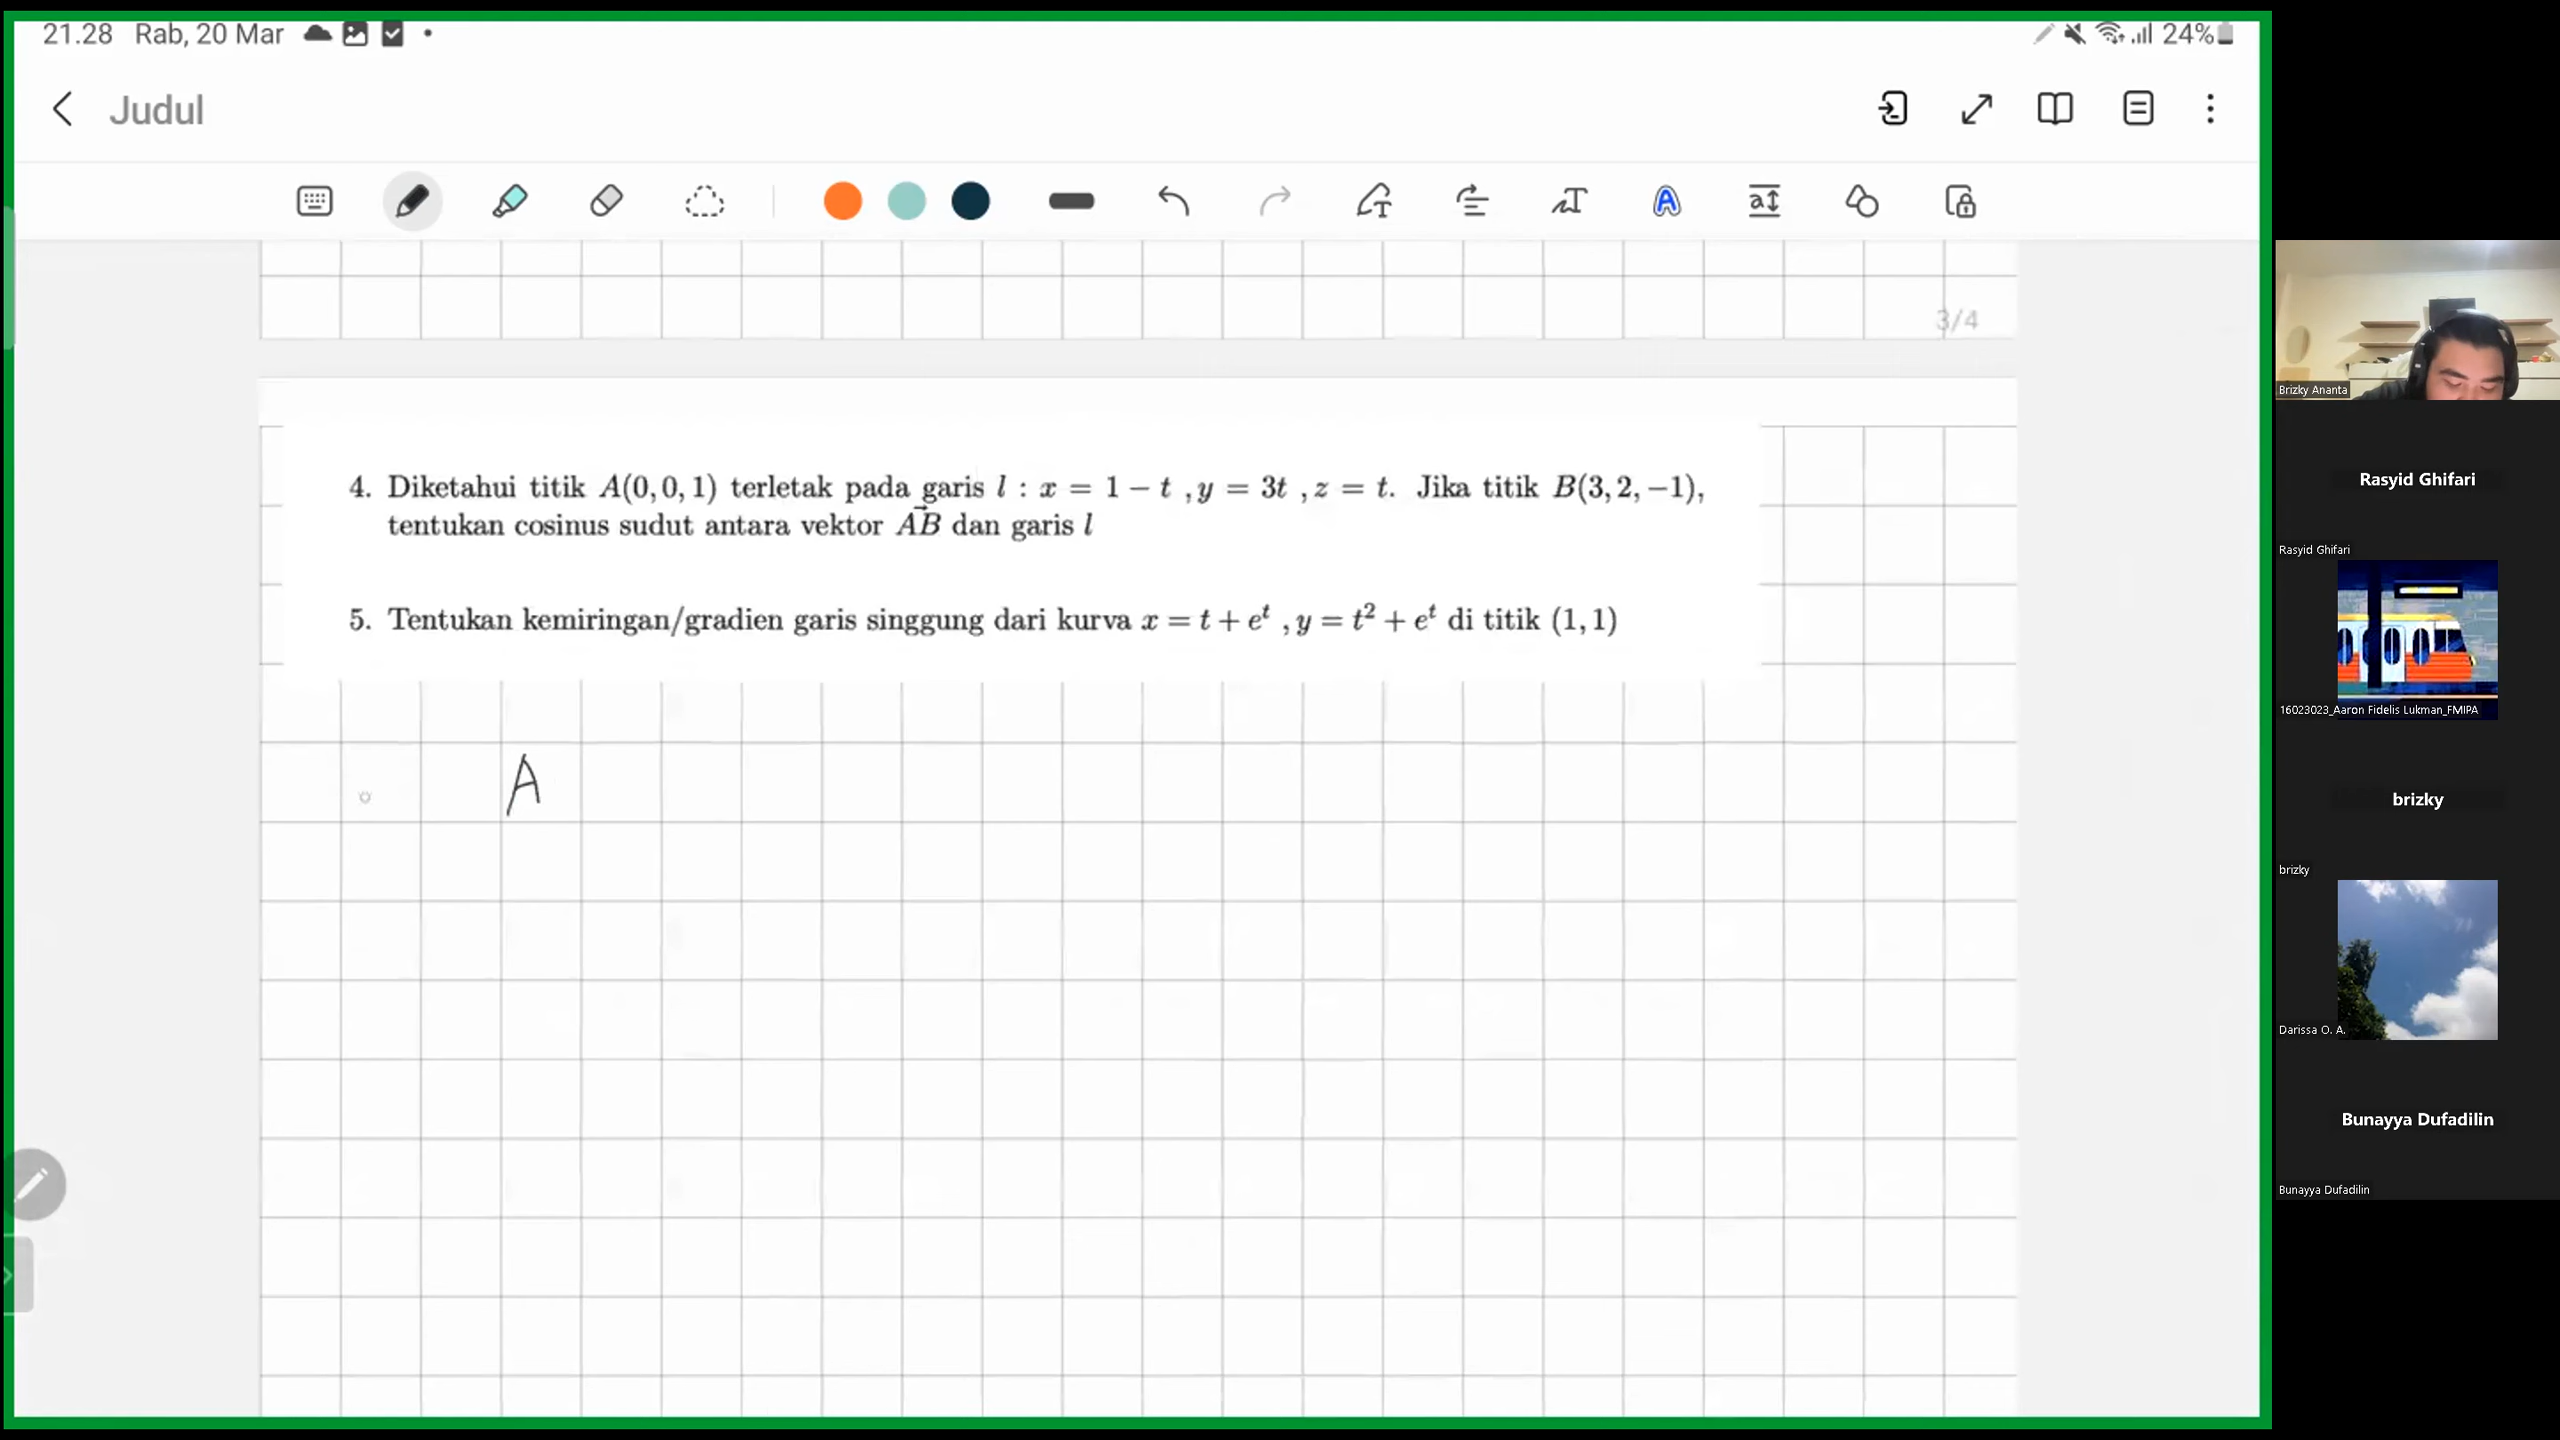 21.28 Rab, 20 Mar
24%
Judul
3/4
4. Diketahui titik A(0, 0, 1) terletak pada garis l : x = 1 − t , y = 3t , z = t. Jika titik B(3, 2, −1),
tentukan cosinus sudut antara vektor A⃗B dan garis l
5. Tentukan kemiringan/gradien garis singgung dari kurva x = t + e^t , y = t² + e^t di titik (1, 1)
A
Brizky Ananta
Rasyid Ghifari
Rasyid Ghifari
16023023_Aaron Fidelis Lukman_FMIPA
brizky
brizky
Darissa O. A.
Bunayya Dufadilin
Bunayya Dufadilin